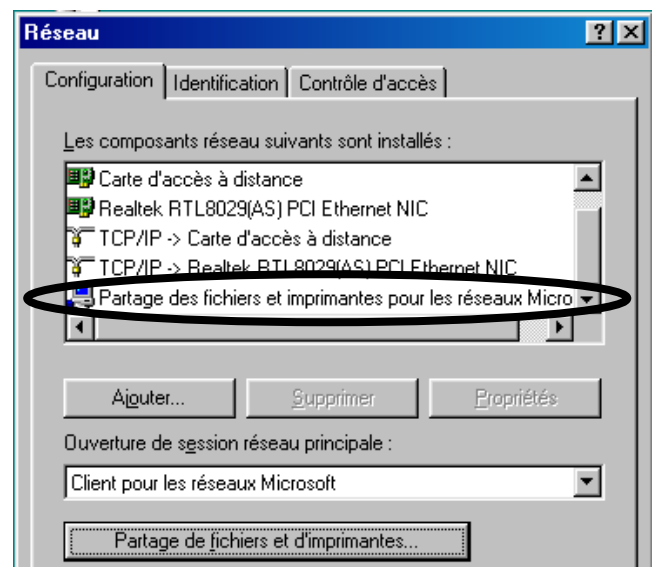 Réseau
Configuration Identification Contrôle d'accès
Les composants réseau suivants sont installés :
Carte d'accès à distance
Realtek RTL8029(AS) PCI Ethernet NIC
TCP/IP -> Carte d'accès à distance
TCP/IP -> Realtek RTL8029(AS) PCI Ethernet NIC
Partage des fichiers et imprimantes pour les réseaux Micro
Ajouter... Supprimer Propriétés
Ouverture de session réseau principale :
Client pour les réseaux Microsoft
Partage de fichiers et d'imprimantes...